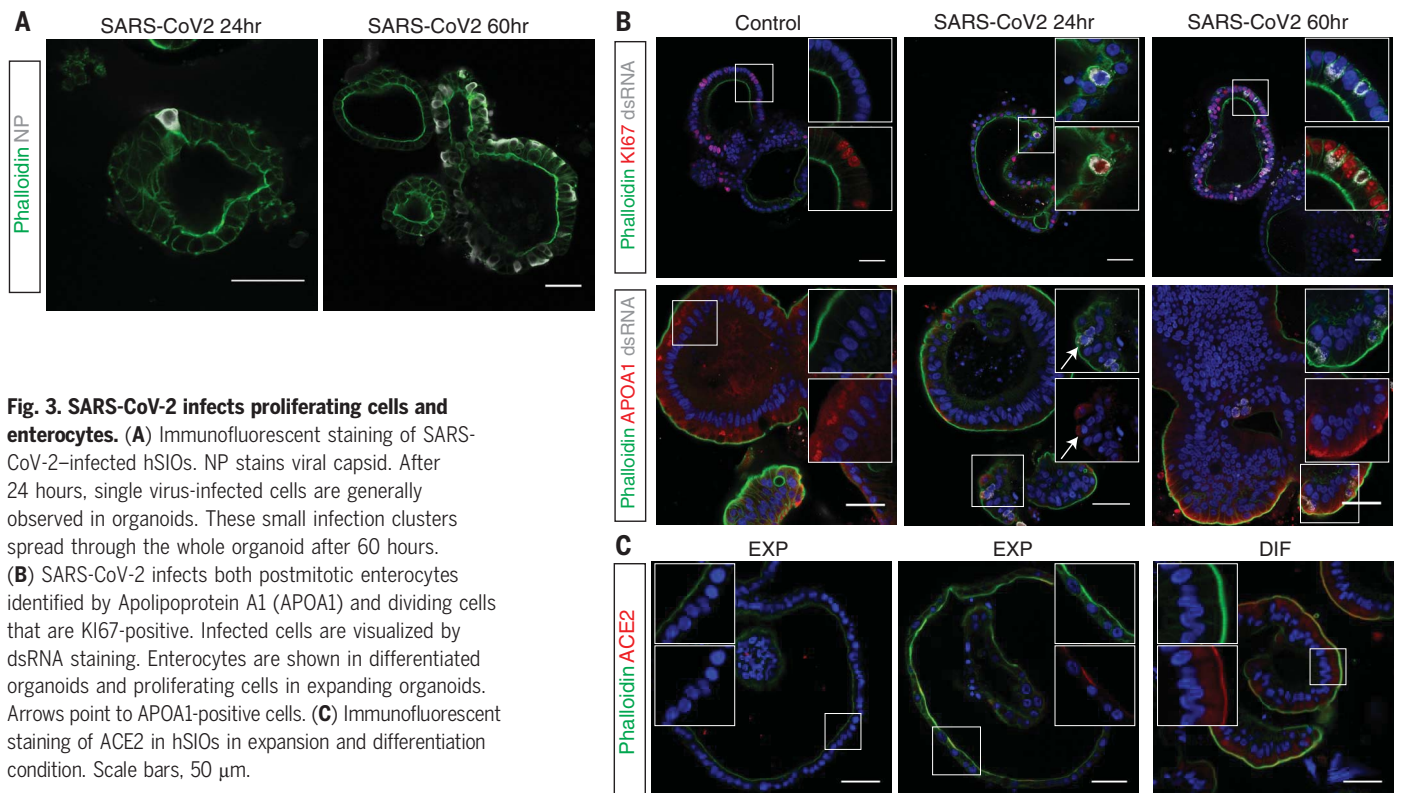 A
SARS-CoV2 24hr
SARS-CoV2 60hr
Phalloidin NP
B
Control
SARS-CoV2 24hr
SARS-CoV2 60hr
Phalloidin KI67 dsRNA
Phalloidin APOA1 dsRNA
C
EXP
EXP
DIF
Phalloidin ACE2
Fig. 3. SARS-CoV-2 infects proliferating cells and
enterocytes. (A) Immunofluorescent staining of SARS-
CoV-2–infected hSIOs. NP stains viral capsid. After
24 hours, single virus-infected cells are generally
observed in organoids. These small infection clusters
spread through the whole organoid after 60 hours.
(B) SARS-CoV-2 infects both postmitotic enterocytes
identified by Apolipoprotein A1 (APOA1) and dividing cells
that are KI67-positive. Infected cells are visualized by
dsRNA staining. Enterocytes are shown in differentiated
organoids and proliferating cells in expanding organoids.
Arrows point to APOA1-positive cells. (C) Immunofluorescent
staining of ACE2 in hSIOs in expansion and differentiation
condition. Scale bars, 50 μm.